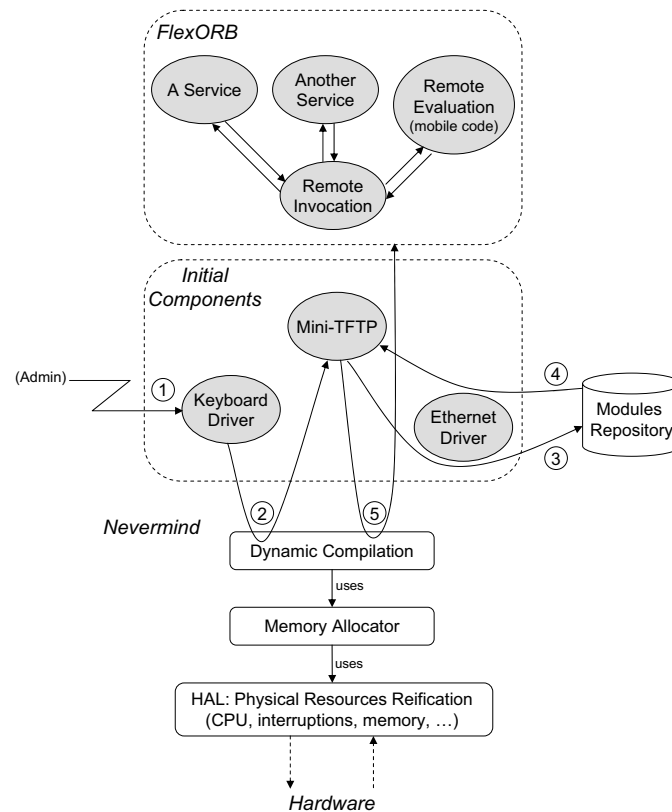 FlexORB
A Service
Another
Service
Remote
Evaluation
(mobile code)
Remote
Invocation
Initial
Components
Mini-TFTP
(Admin)
1
Keyboard
Driver
Ethernet
Driver
4
Modules
Repository
3
2
5
Nevermind
Dynamic Compilation
uses
Memory Allocator
uses
HAL: Physical Resources Reification
(CPU, interruptions, memory, …)
Hardware